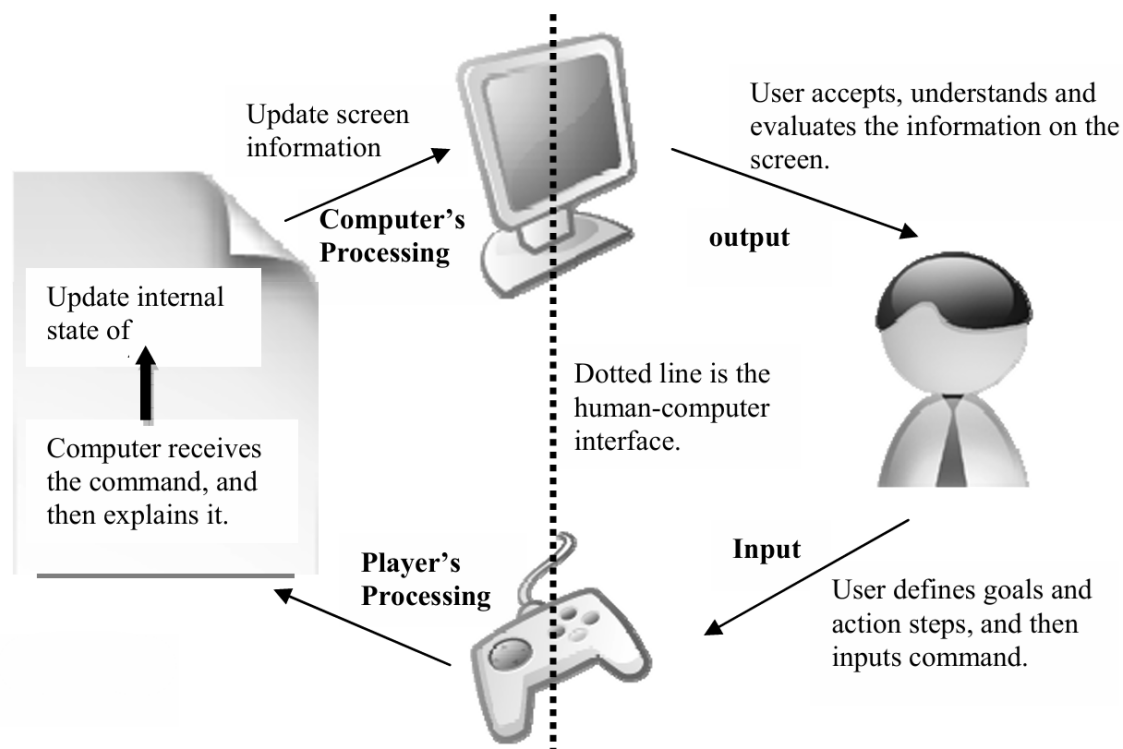 Update screen
information
User accepts, understands and
evaluates the information on the
screen.
Computer's
Processing
output
Update internal
state of
Dotted line is the
human-computer
interface.
Computer receives
the command, and
then explains it.
Player's
Processing
Input
User defines goals and
action steps, and then
inputs command.